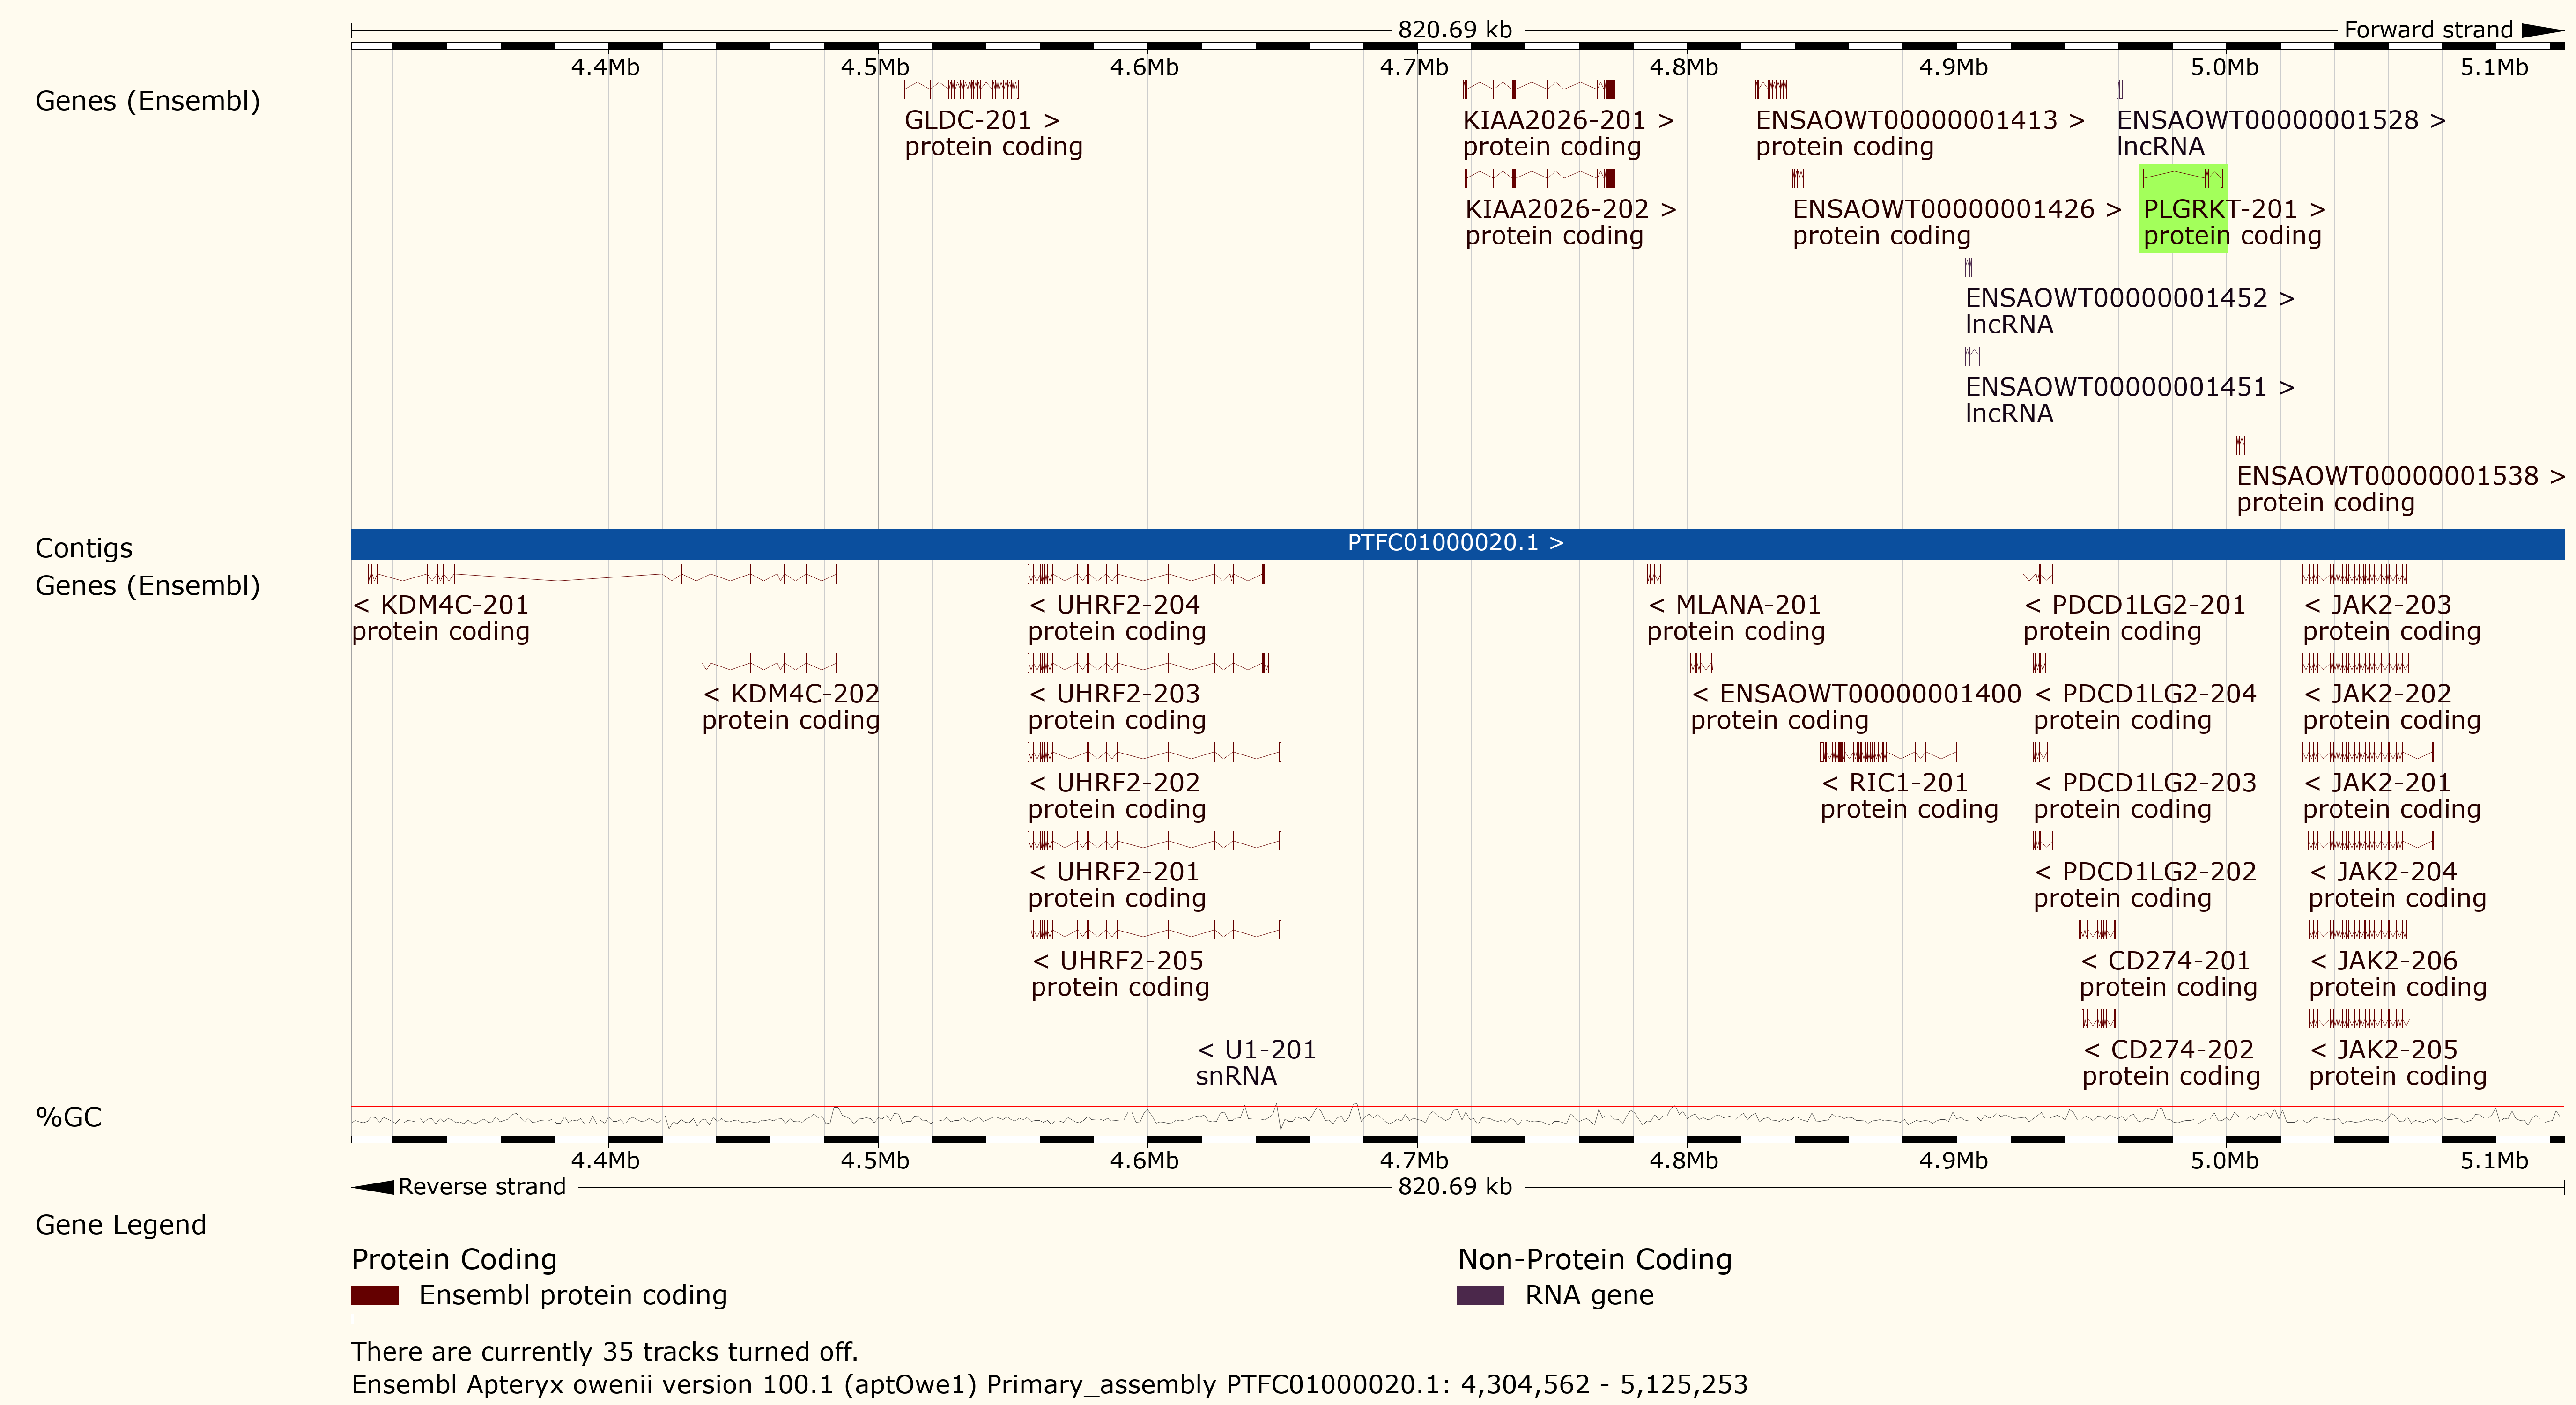 820.69 kb
Forward strand
4.4Mb 4.5Mb 4.6Mb 4.7Mb 4.8Mb 4.9Mb 5.0Mb 5.1Mb
Genes (Ensembl)
GLDC-201 >
protein coding
KIAA2026-201 >
protein coding
ENSAOWT00000001413 >
protein coding
ENSAOWT00000001528 >
lncRNA
KIAA2026-202 >
protein coding
ENSAOWT00000001426 >
protein coding
PLGRKT-201 >
protein coding
ENSAOWT00000001452 >
lncRNA
ENSAOWT00000001451 >
lncRNA
ENSAOWT00000001538 >
protein coding
Contigs
PTFC01000020.1 >
Genes (Ensembl)
< KDM4C-201
protein coding
< UHRF2-204
protein coding
< MLANA-201
protein coding
< PDCD1LG2-201
protein coding
< JAK2-203
protein coding
< KDM4C-202
protein coding
< UHRF2-203
protein coding
< ENSAOWT00000001400
protein coding
< PDCD1LG2-204
protein coding
< JAK2-202
protein coding
< UHRF2-202
protein coding
< RIC1-201
protein coding
< PDCD1LG2-203
protein coding
< JAK2-201
protein coding
< UHRF2-201
protein coding
< PDCD1LG2-202
protein coding
< JAK2-204
protein coding
< UHRF2-205
protein coding
< CD274-201
protein coding
< JAK2-206
protein coding
< U1-201
snRNA
< CD274-202
protein coding
< JAK2-205
protein coding
%GC
4.4Mb 4.5Mb 4.6Mb 4.7Mb 4.8Mb 4.9Mb 5.0Mb 5.1Mb
Reverse strand
820.69 kb
Gene Legend
Protein Coding
Ensembl protein coding
Non-Protein Coding
RNA gene
There are currently 35 tracks turned off.
Ensembl Apteryx owenii version 100.1 (aptOwe1) Primary_assembly PTFC01000020.1: 4,304,562 - 5,125,253